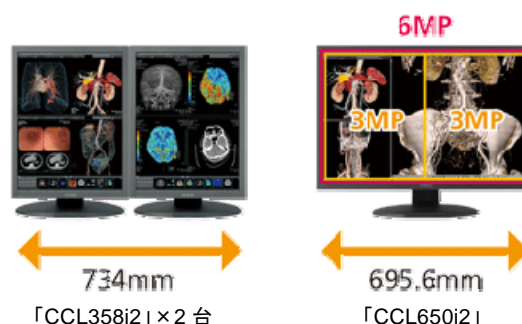 6MP
3MP
3MP
734mm
695.6mm
「CCL358i2」×2 台
「CCL650i2」